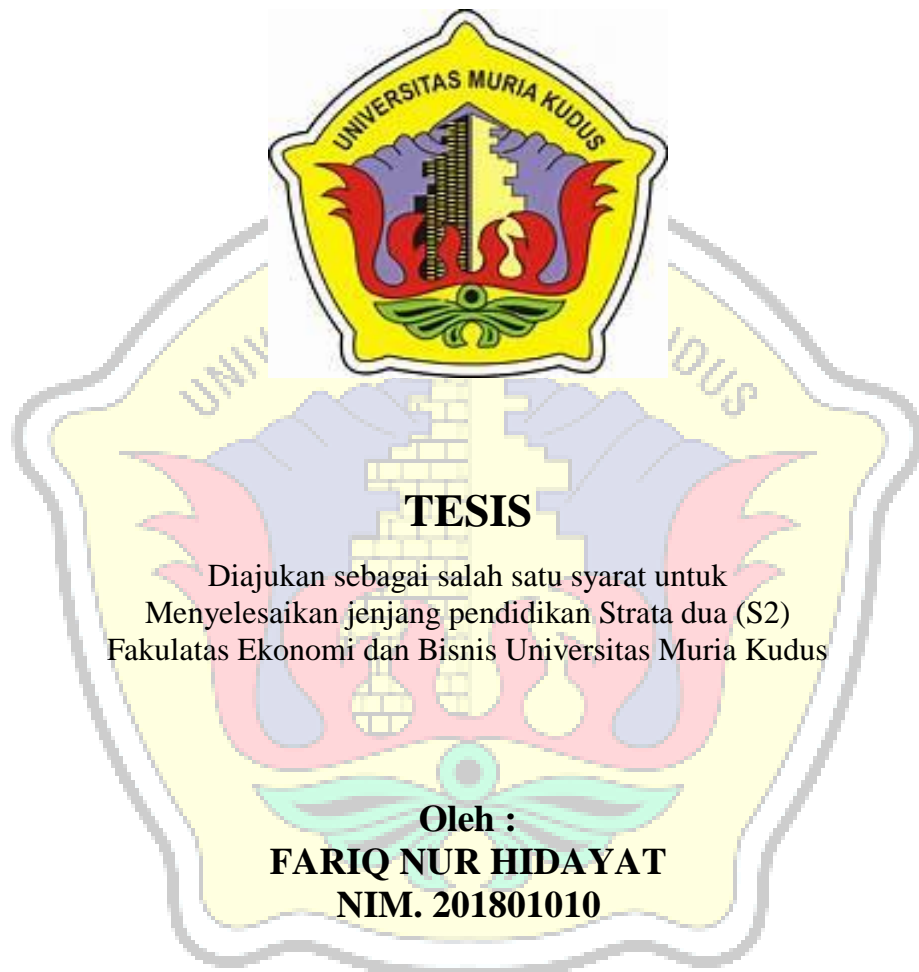 UNIVERSITAS MURIA KUDUS
TESIS
Diajukan sebagai salah satu syarat untuk
Menyelesaikan jenjang pendidikan Strata dua (S2)
Fakulatas Ekonomi dan Bisnis Universitas Muria Kudus
Oleh :
FARIQ NUR HIDAYAT
NIM. 201801010